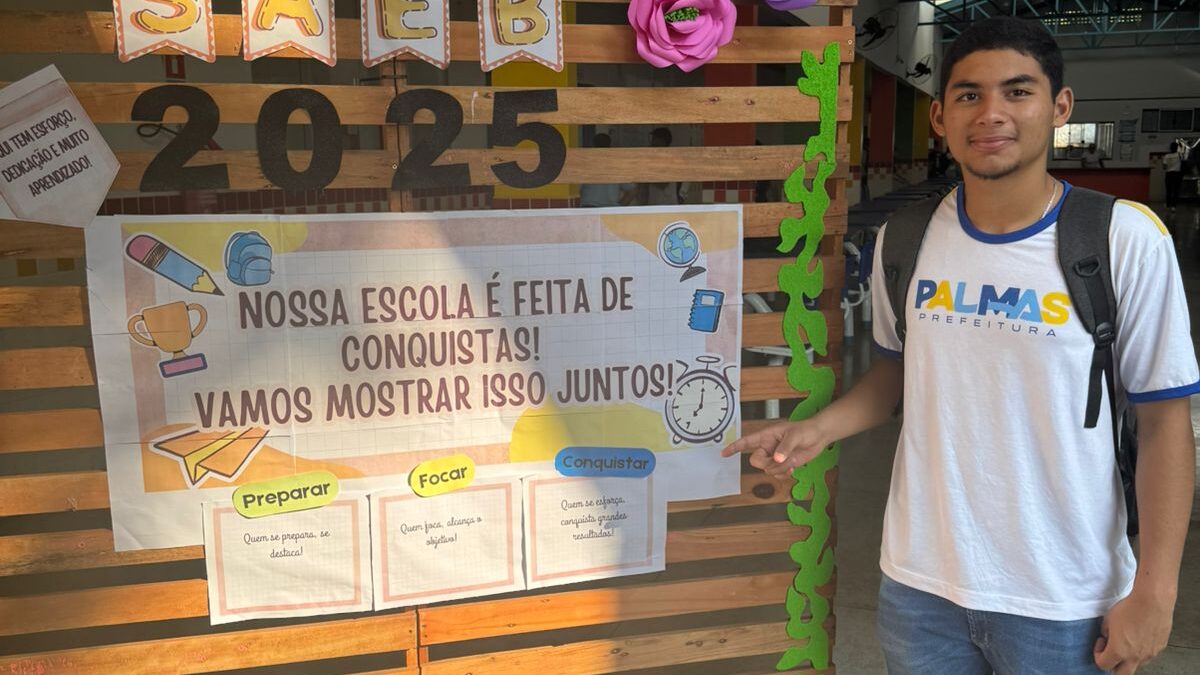 SAEB
2025
UI TEM ESFORÇO,
DEDICAÇÃO E MUITO
APRENDIZADO!
NOSSA ESCOLA É FEITA DE
CONQUISTAS!
VAMOS MOSTRAR ISSO JUNTOS!
Preparar
Quem se prepara, se
destaca!
Focar
Quem foca, alcança o
objetivo!
Conquistar
Quem se esforça,
conquista grandes
resultados!
PALMAS
PREFEITURA